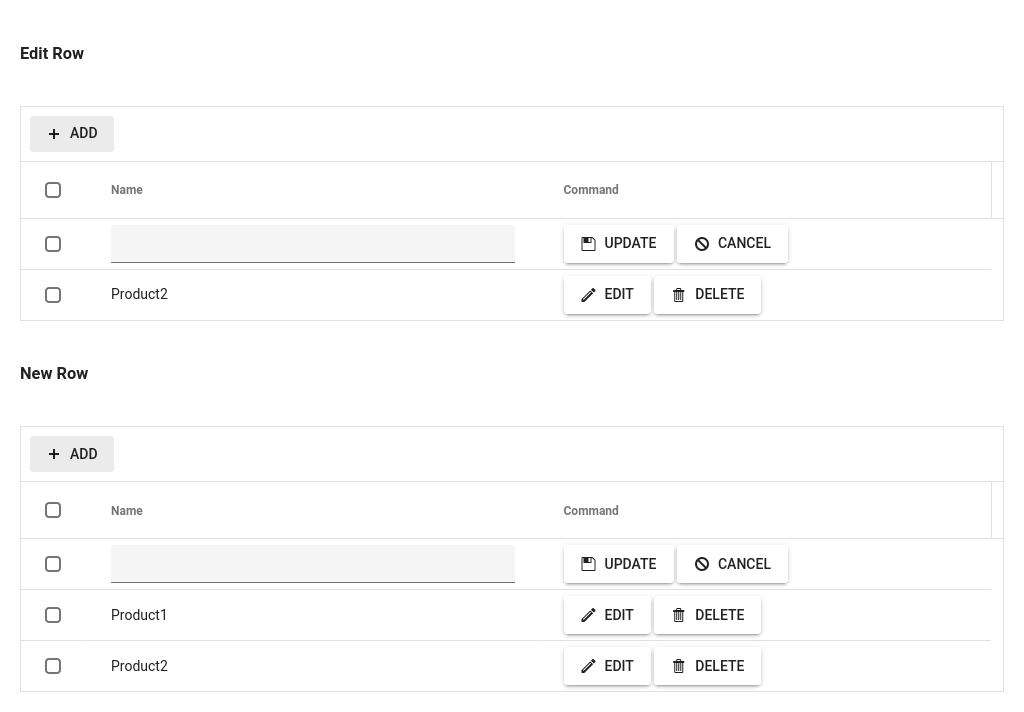 Edit Row
ADD
Name Command
UPDATE CANCEL
Product2 EDIT DELETE
New Row
ADD
Name Command
UPDATE CANCEL
Product1 EDIT DELETE
Product2 EDIT DELETE